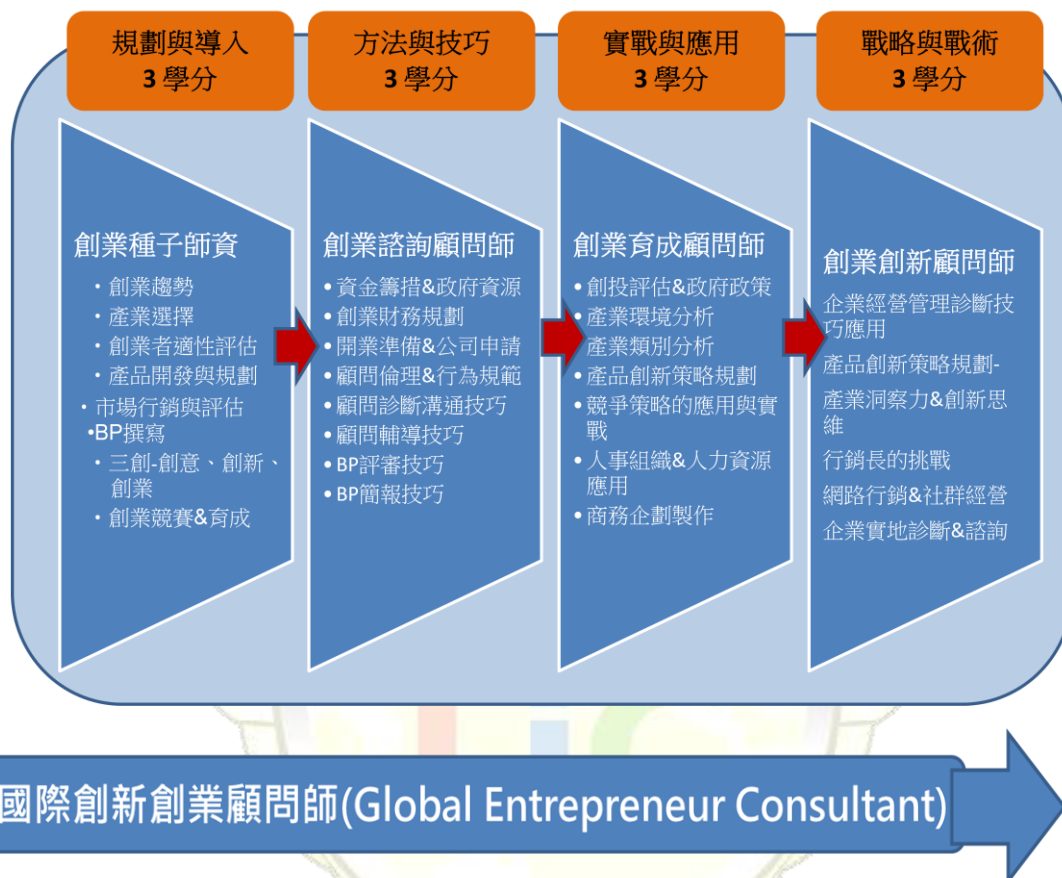 規劃與導入
3 學分
方法與技巧
3 學分
實戰與應用
3 學分
戰略與戰術
3 學分
創業種子師資
・創業趨勢
・產業選擇
・創業者適性評估
・產品開發與規劃
・市場行銷與評估
•BP撰寫
・三創-創意、創新、
創業
・創業競賽&育成
創業諮詢顧問師
•資金籌措&政府資源
•創業財務規劃
•開業準備&公司申請
•顧問倫理&行為規範
•顧問診斷溝通技巧
•顧問輔導技巧
•BP評審技巧
•BP簡報技巧
創業育成顧問師
•創投評估&政府政策
•產業環境分析
•產業類別分析
•產品創新策略規劃
•競爭策略的應用與實
戰
•人事組織&人力資源
應用
•商務企劃製作
創業創新顧問師
企業經營管理診斷技
巧應用
產品創新策略規劃-
產業洞察力&創新思
維
行銷長的挑戰
網路行銷&社群經營
企業實地診斷&諮詢
國際創新創業顧問師(Global Entrepreneur Consultant)